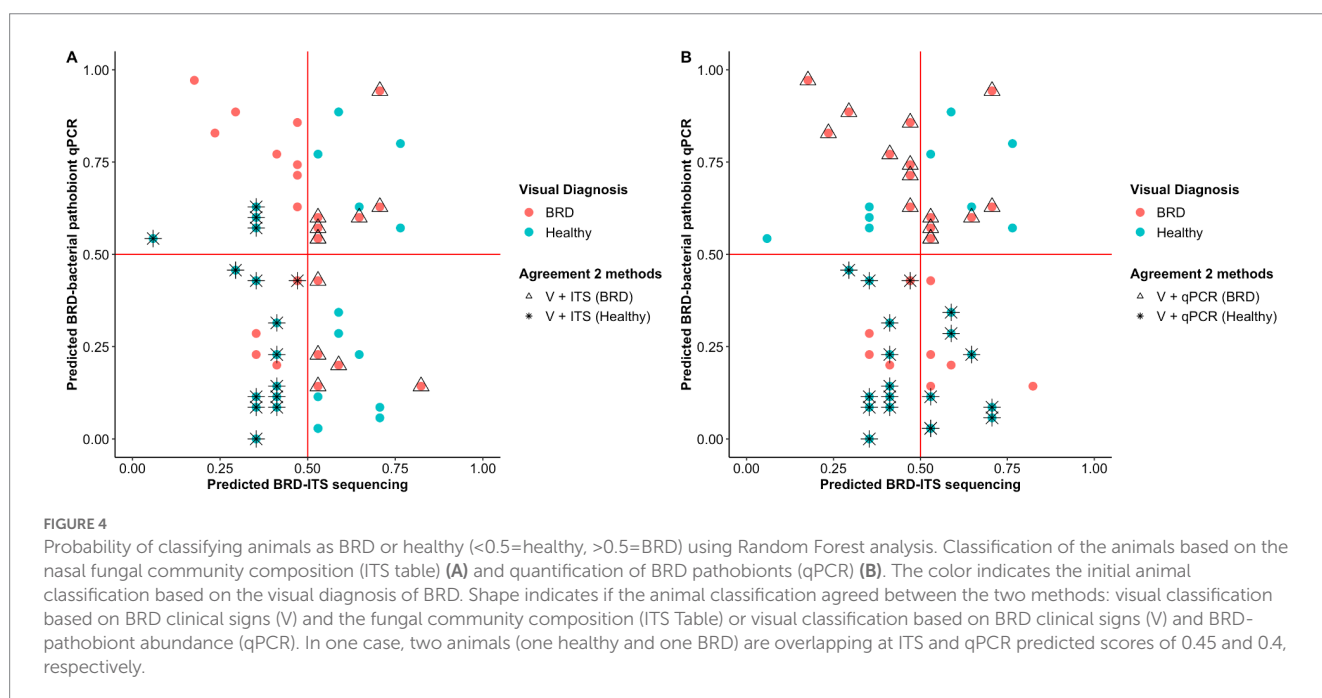 A
Predicted BRD-bacterial pathobiont qPCR
1.00
0.75
0.50
0.25
0.00
0.00 0.25 0.50 0.75 1.00
Predicted BRD-ITS sequencing
Visual Diagnosis
BRD
Healthy
Agreement 2 methods
V + ITS (BRD)
V + ITS (Healthy)
B
Predicted BRD-bacterial pathobiont qPCR
1.00
0.75
0.50
0.25
0.00
0.00 0.25 0.50 0.75 1.00
Predicted BRD-ITS sequencing
Visual Diagnosis
BRD
Healthy
Agreement 2 methods
V + qPCR (BRD)
V + qPCR (Healthy)
FIGURE 4
Probability of classifying animals as BRD or healthy (<0.5=healthy, >0.5=BRD) using Random Forest analysis. Classification of the animals based on the
nasal fungal community composition (ITS table) (A) and quantification of BRD pathobionts (qPCR) (B). The color indicates the initial animal
classification based on the visual diagnosis of BRD. Shape indicates if the animal classification agreed between the two methods: visual classification
based on BRD clinical signs (V) and the fungal community composition (ITS Table) or visual classification based on BRD clinical signs (V) and BRD-
pathobiont abundance (qPCR). In one case, two animals (one healthy and one BRD) are overlapping at ITS and qPCR predicted scores of 0.45 and 0.4,
respectively.